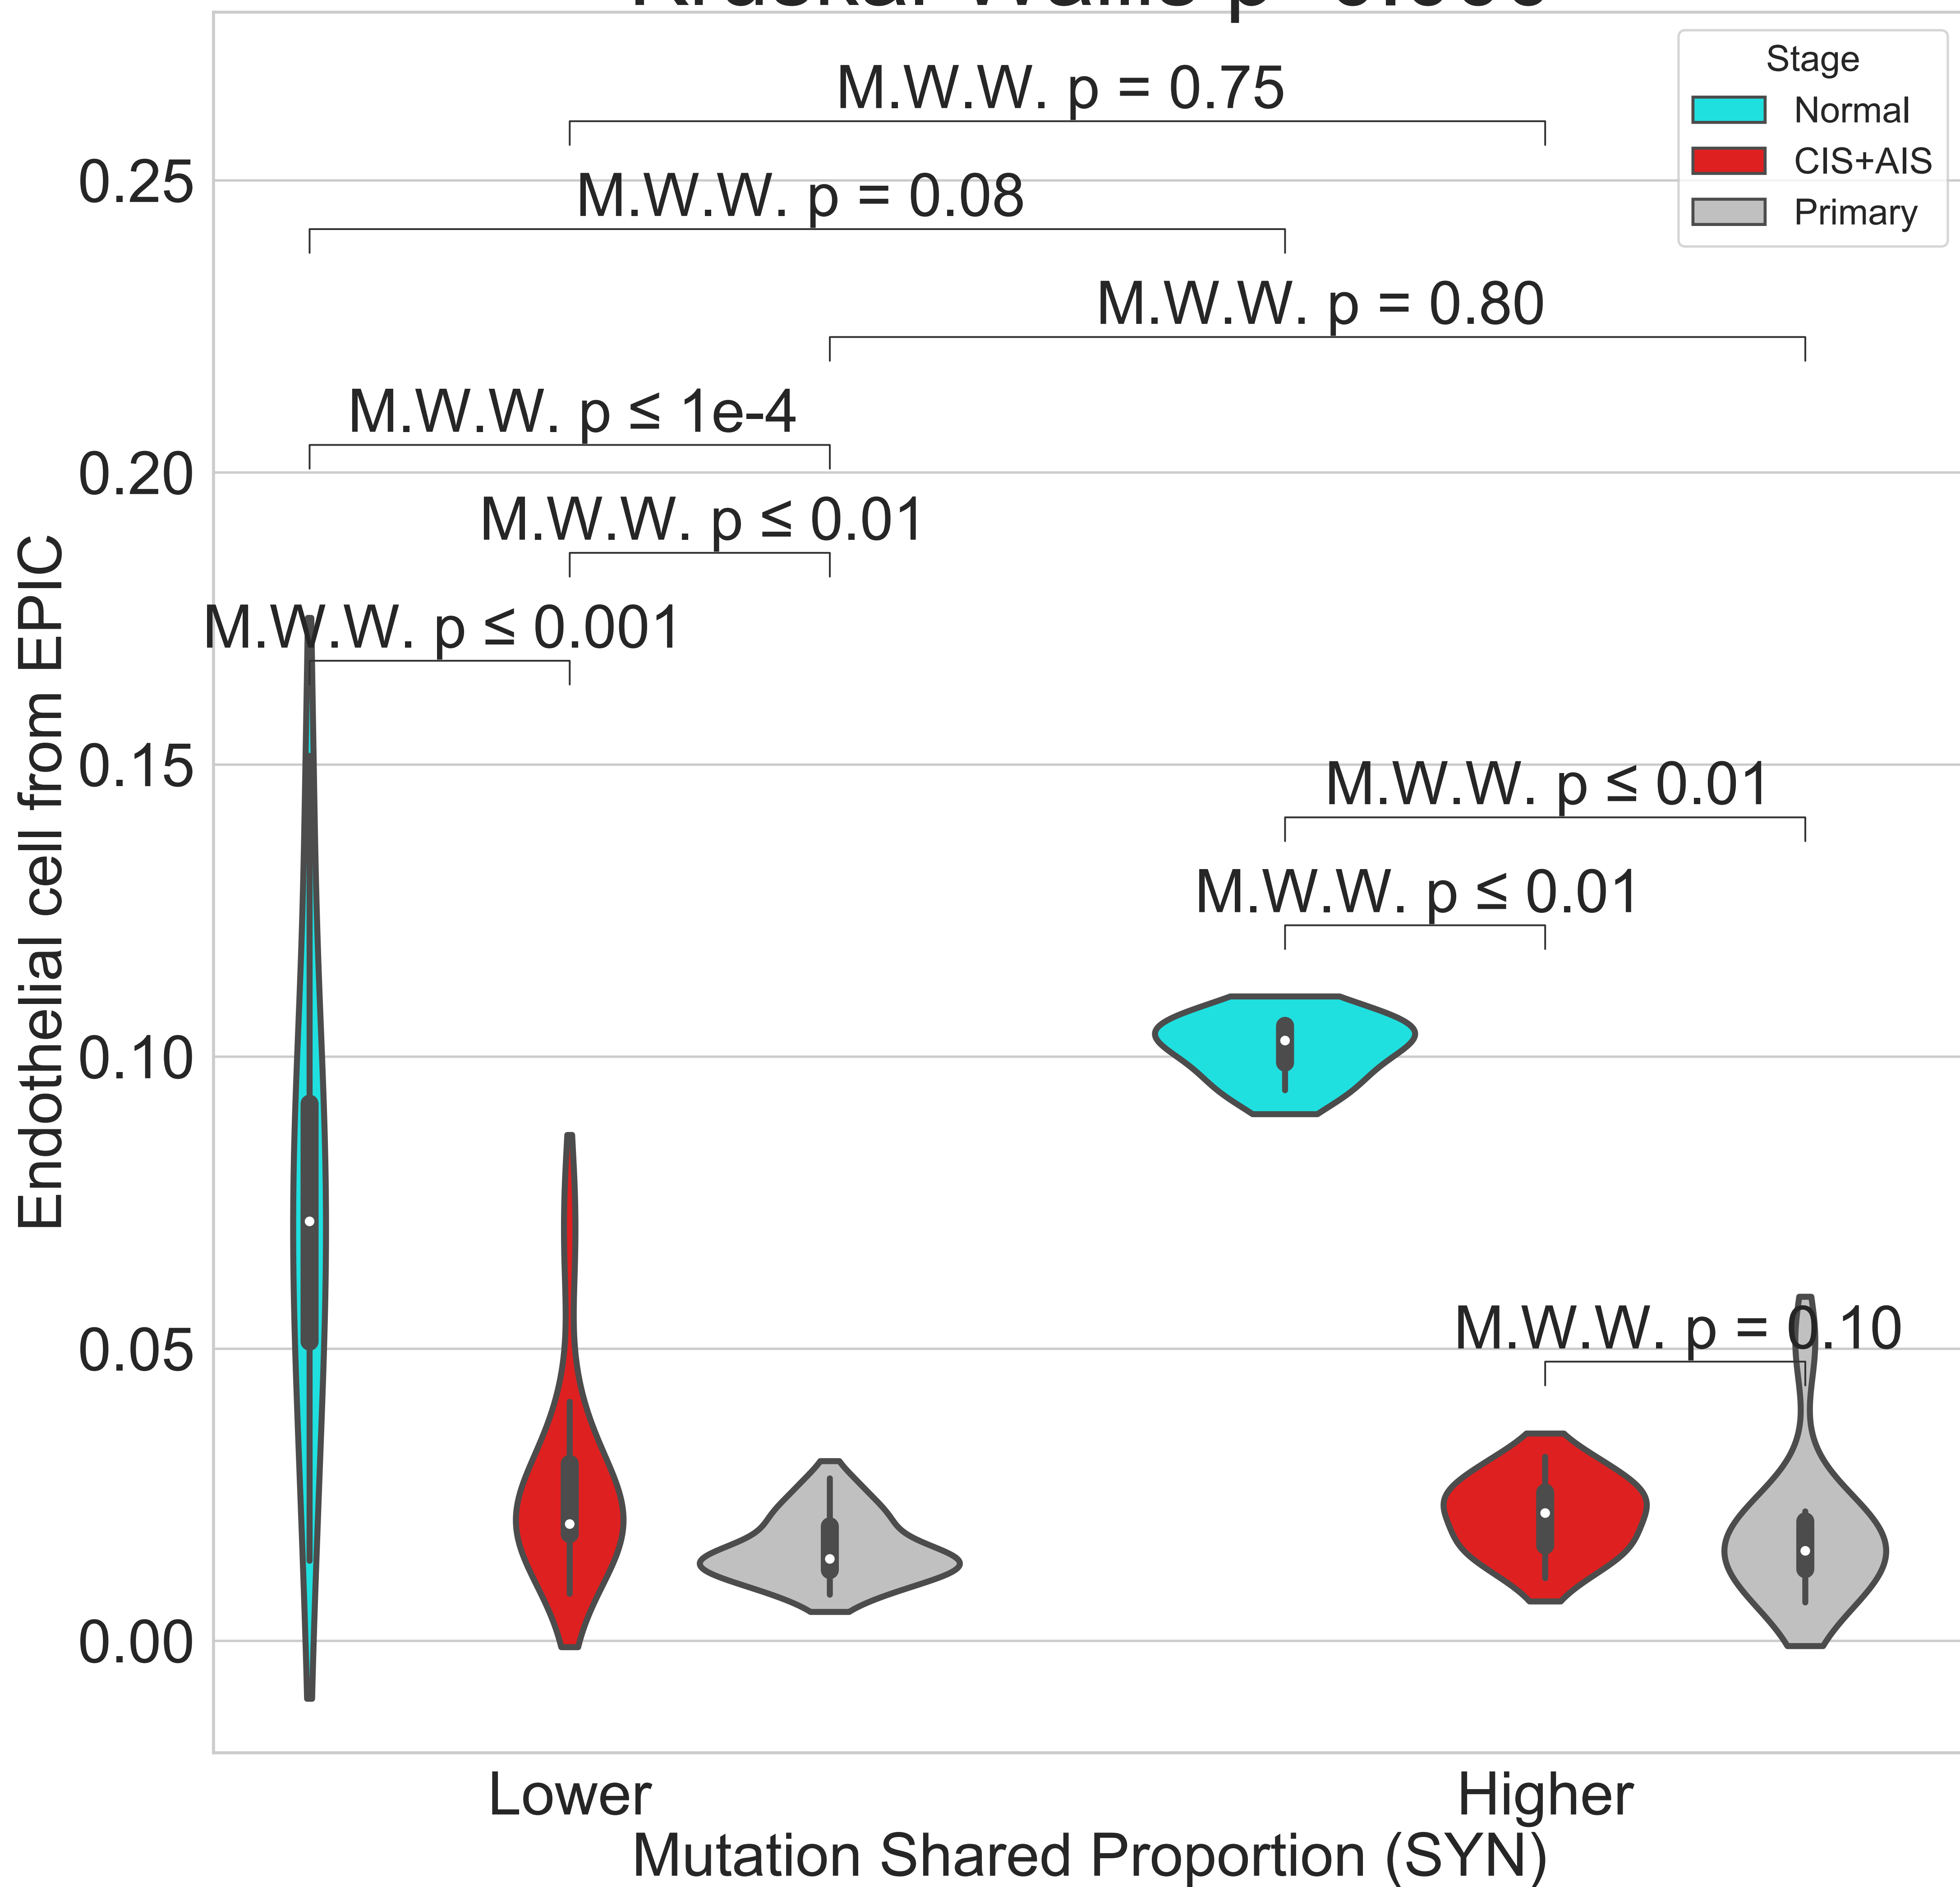 Stage
Normal
CIS+AIS
Primary
M.W.W. p = 0.75
M.W.W. p = 0.08
M.W.W. p = 0.80
M.W.W. p ≤ 1e-4
M.W.W. p ≤ 0.01
M.W.W. p ≤ 0.001
M.W.W. p ≤ 0.01
M.W.W. p ≤ 0.01
M.W.W. p = 0.10
0.25
0.20
0.15
0.10
0.05
0.00
Endothelial cell from EPIC
Lower
Higher
Mutation Shared Proportion (SYN)